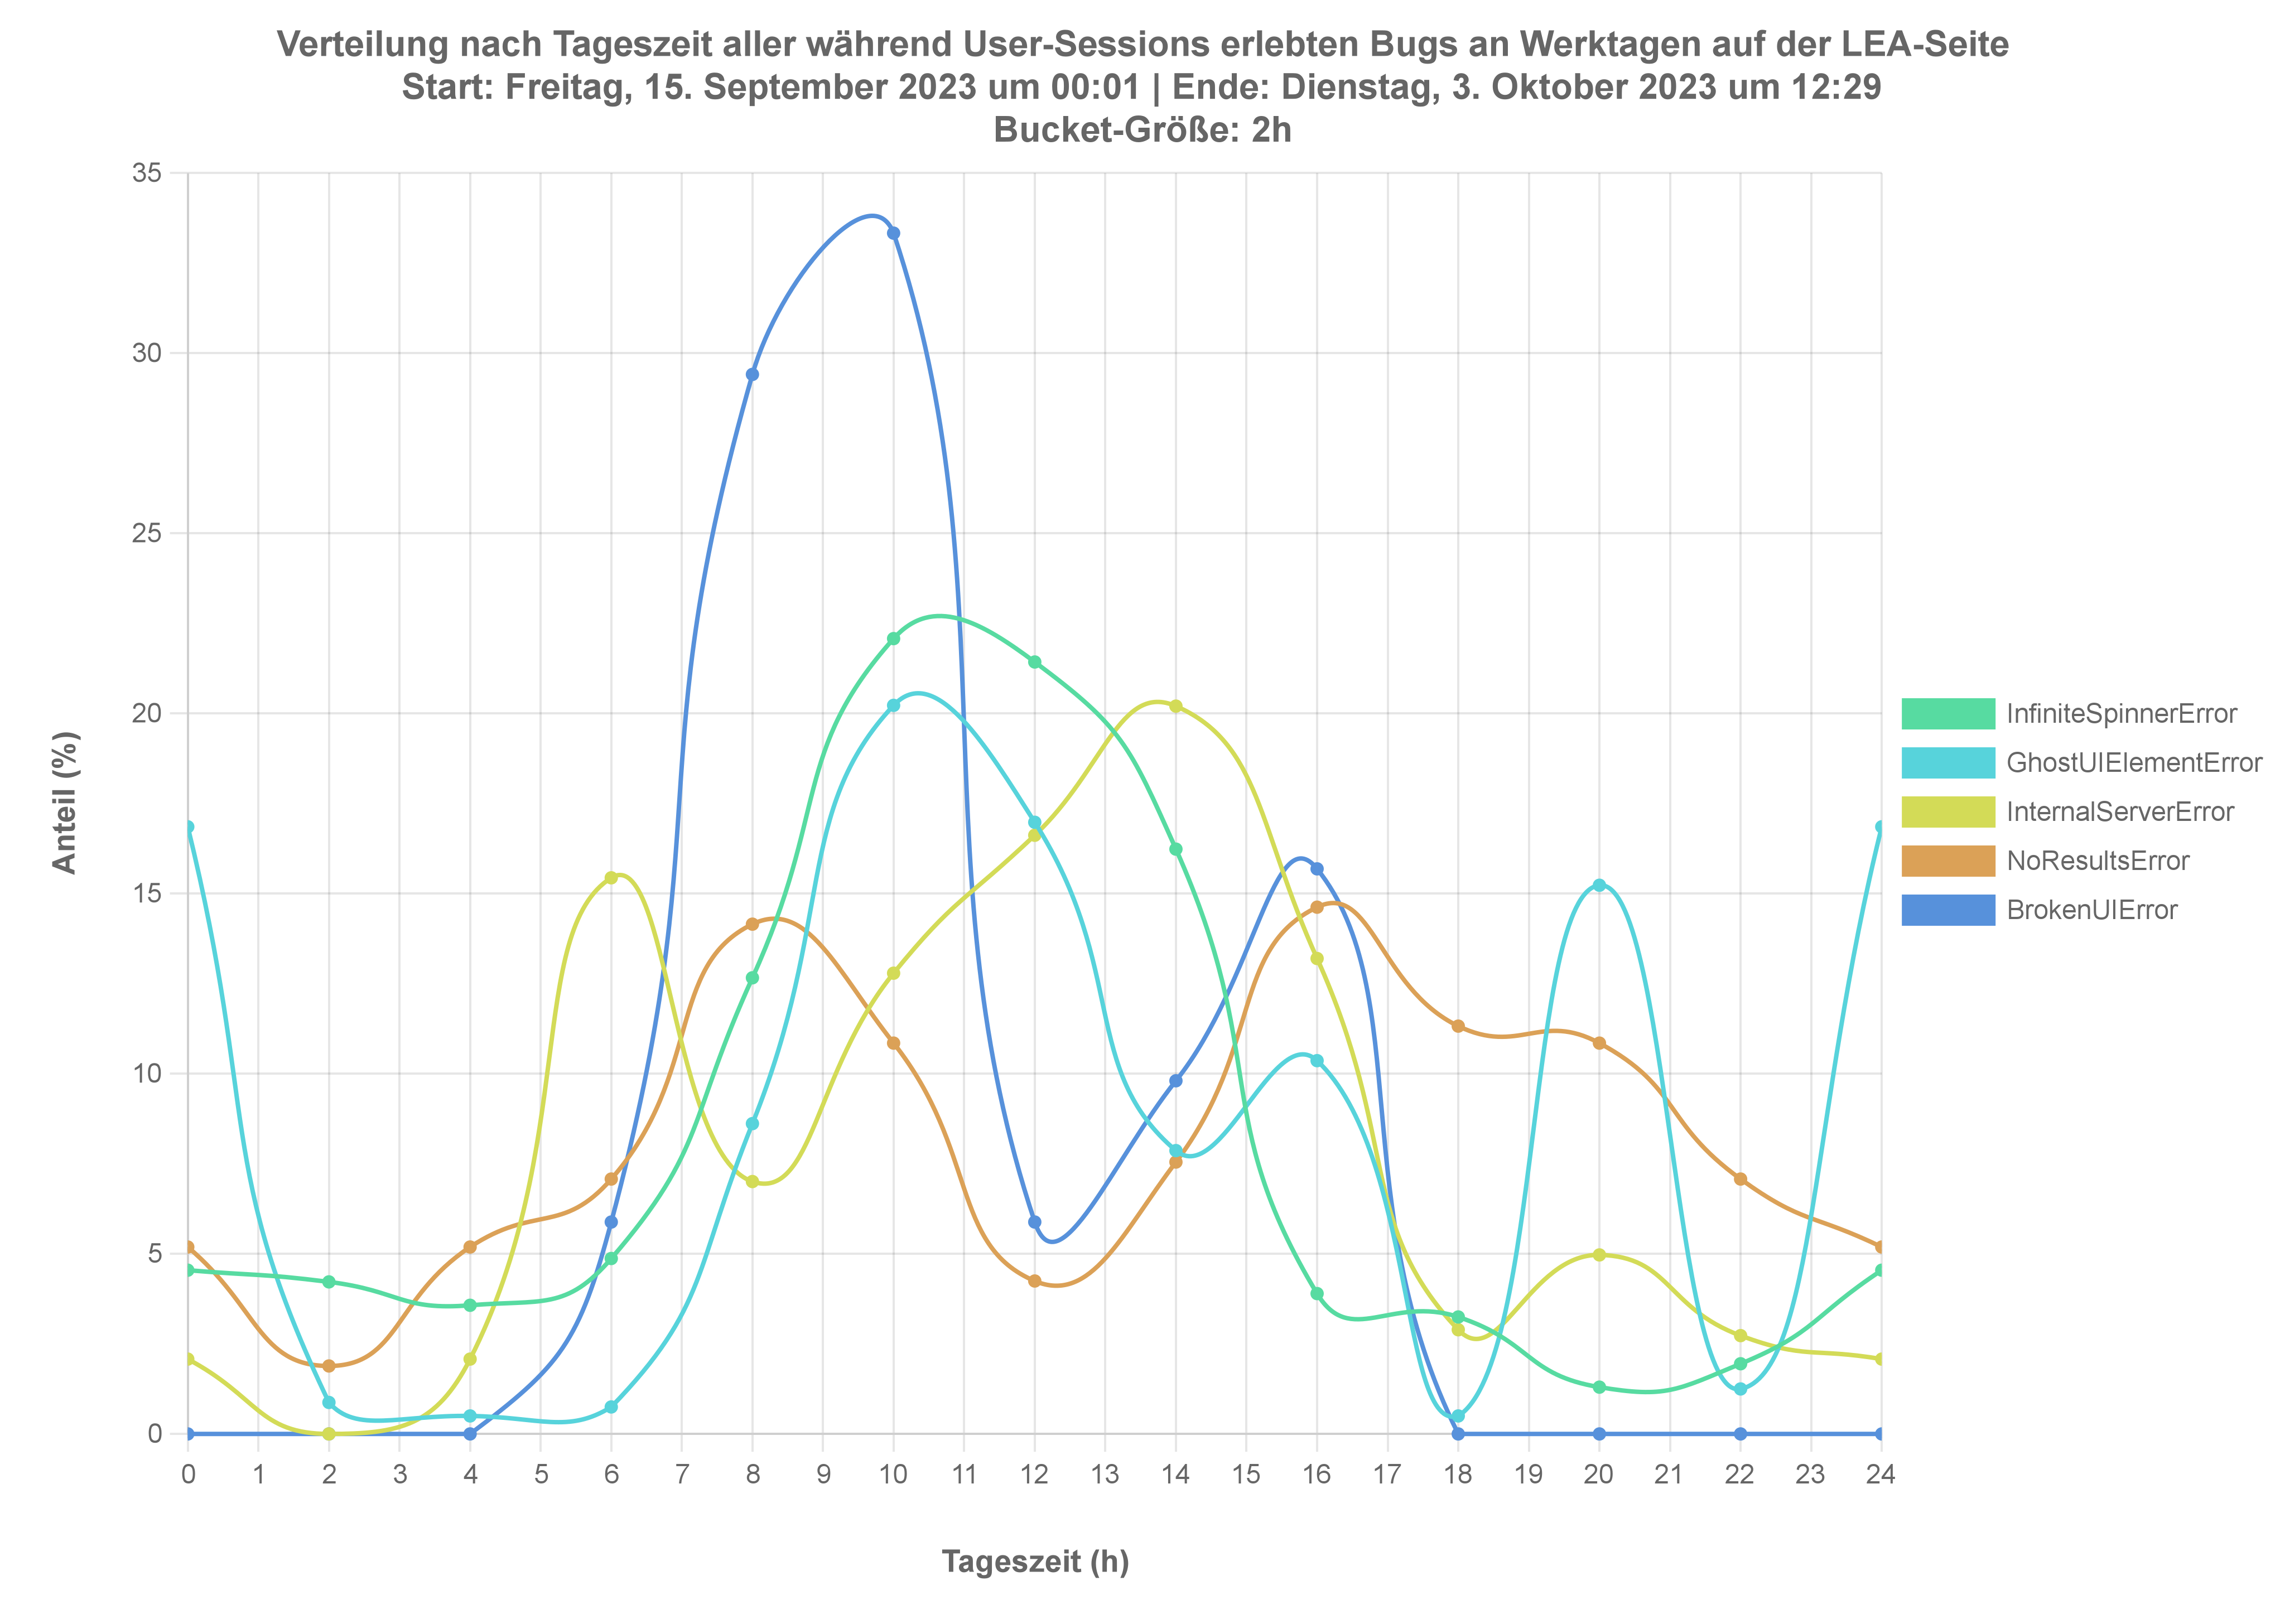 Verteilung nach Tageszeit aller während User-Sessions erlebten Bugs an Werktagen auf der LEA-Seite
Start: Freitag, 15. September 2023 um 00:01 | Ende: Dienstag, 3. Oktober 2023 um 12:29
Bucket-Größe: 2h
35
30
25
20
15
10
5
0
Anteil (%)
0 1 2 3 4 5 6 7 8 9 10 11 12 13 14 15 16 17 18 19 20 21 22 23 24
Tageszeit (h)
InfiniteSpinnerError
GhostUIElementError
InternalServerError
NoResultsError
BrokenUIError